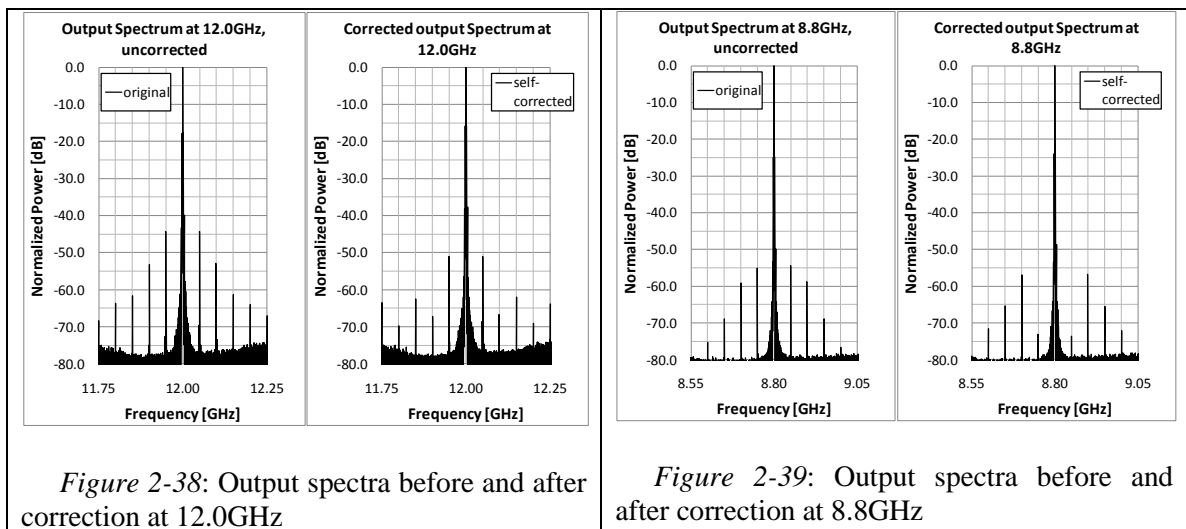 Output Spectrum at 12.0GHz,
uncorrected
original
Normalized Power [dB]
0.0
-10.0
-20.0
-30.0
-40.0
-50.0
-60.0
-70.0
-80.0
11.75 12.00 12.25
Frequency [GHz]
Corrected output Spectrum at
12.0GHz
self-
corrected
Normalized Power [dB]
0.0
-10.0
-20.0
-30.0
-40.0
-50.0
-60.0
-70.0
-80.0
11.75 12.00 12.25
Frequency [GHz]
Figure 2-38: Output spectra before and after
correction at 12.0GHz
Output Spectrum at 8.8GHz,
uncorrected
original
Normalized Power [dB]
0.0
-10.0
-20.0
-30.0
-40.0
-50.0
-60.0
-70.0
-80.0
8.55 8.80 9.05
Frequency [GHz]
Corrected output Spectrum at
8.8GHz
self-
corrected
Normalized Power [dB]
0.0
-10.0
-20.0
-30.0
-40.0
-50.0
-60.0
-70.0
-80.0
8.55 8.80 9.05
Frequency [GHz]
Figure 2-39: Output spectra before and
after correction at 8.8GHz